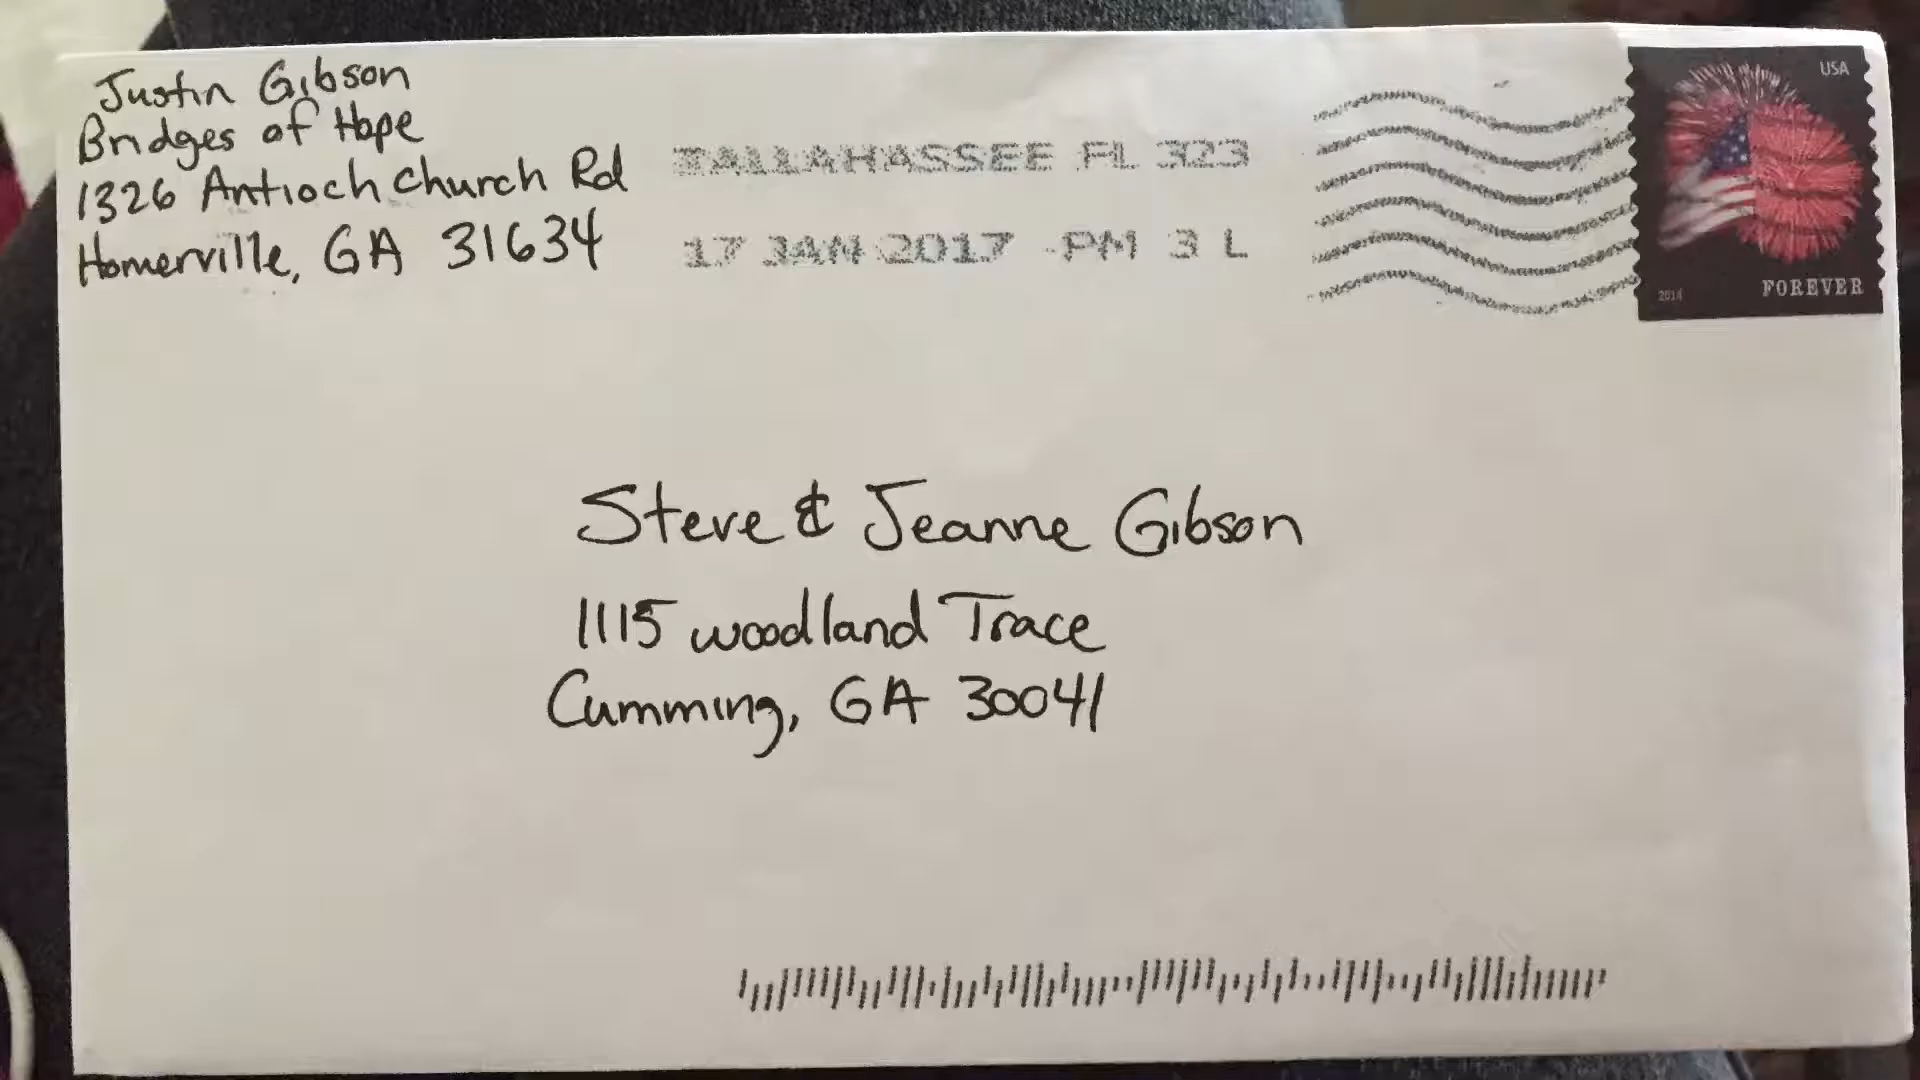 Justin Gibson
Bridges of Hope
1326 Antioch Church Rd
Homerville, GA 31634
TALLAHASSEE FL 323
17 JAN 2017 PM 3 L
USA
2014 FOREVER
Steve & Jeanne Gibson
1115 woodland Trace
Cumming, GA 30041